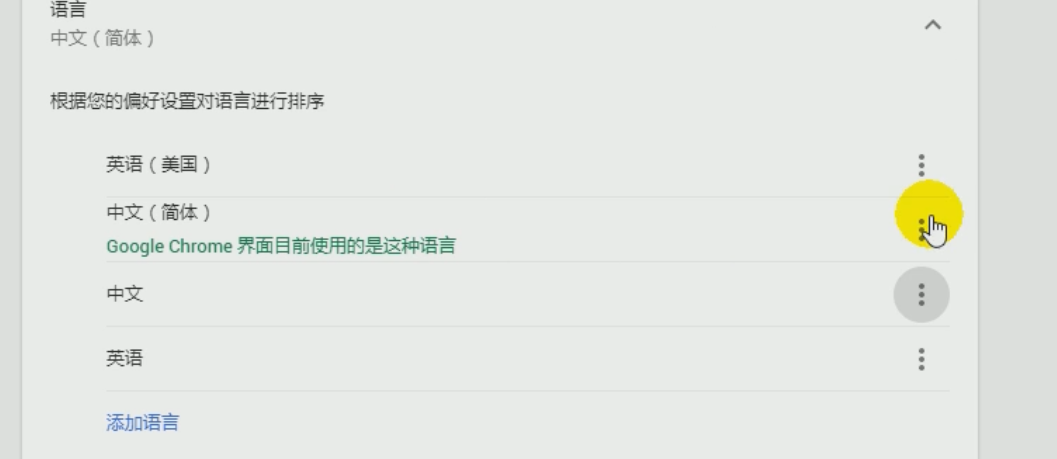 语言
中文（简体）
根据您的偏好设置对语言进行排序
英语（美国）
中文（简体）
Google Chrome 界面目前使用的是这种语言
中文
英语
添加语言